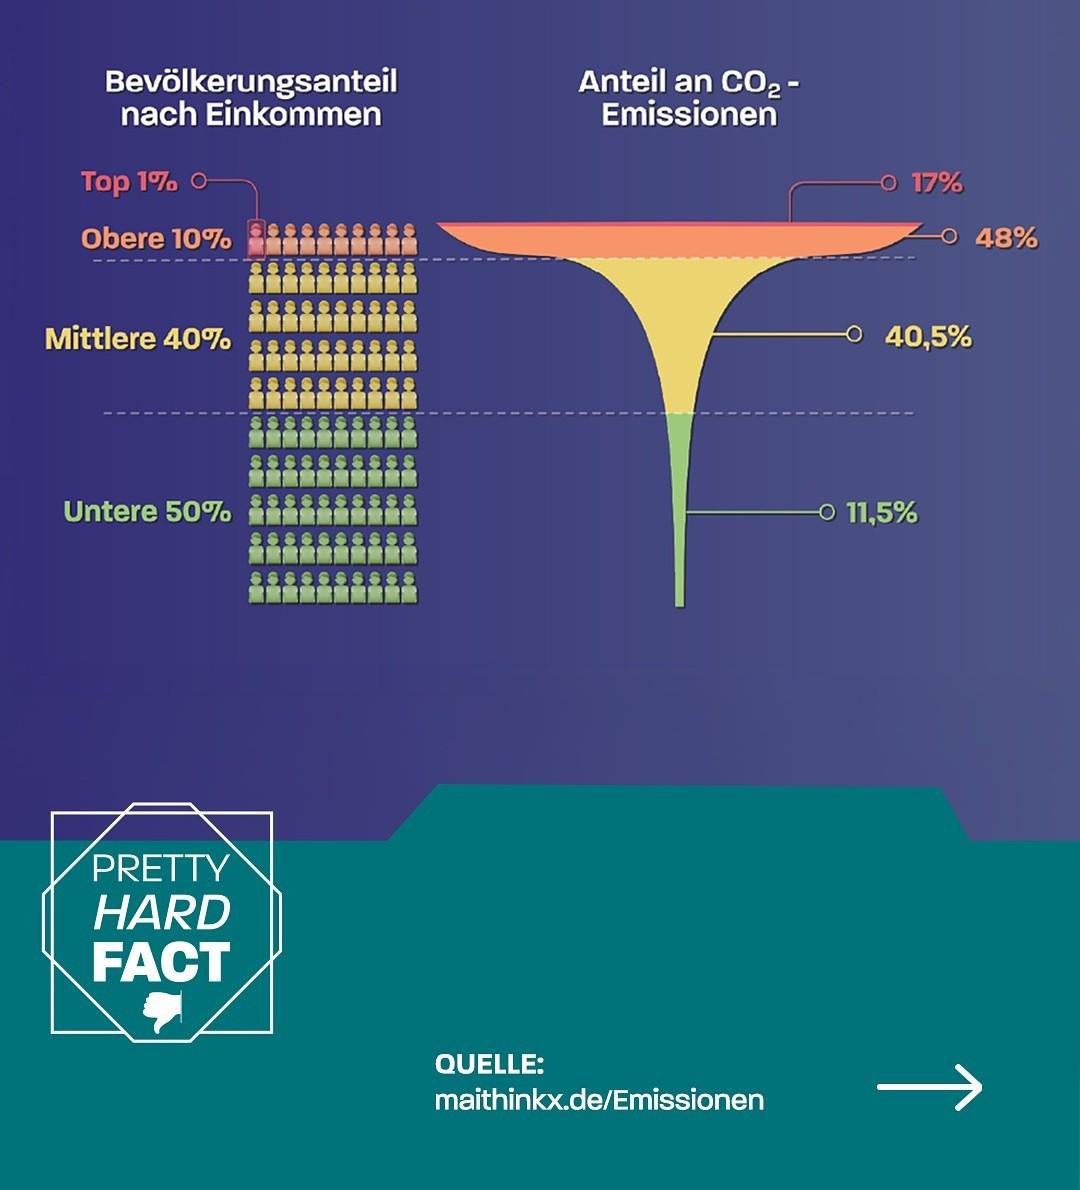 Bevölkerungsanteil
nach Einkommen
Anteil an CO₂ -
Emissionen
Top 1%
17%
Obere 10%
48%
Mittlere 40%
40,5%
Untere 50%
11,5%
PRETTY
HARD
FACT
QUELLE:
maithinkx.de/Emissionen